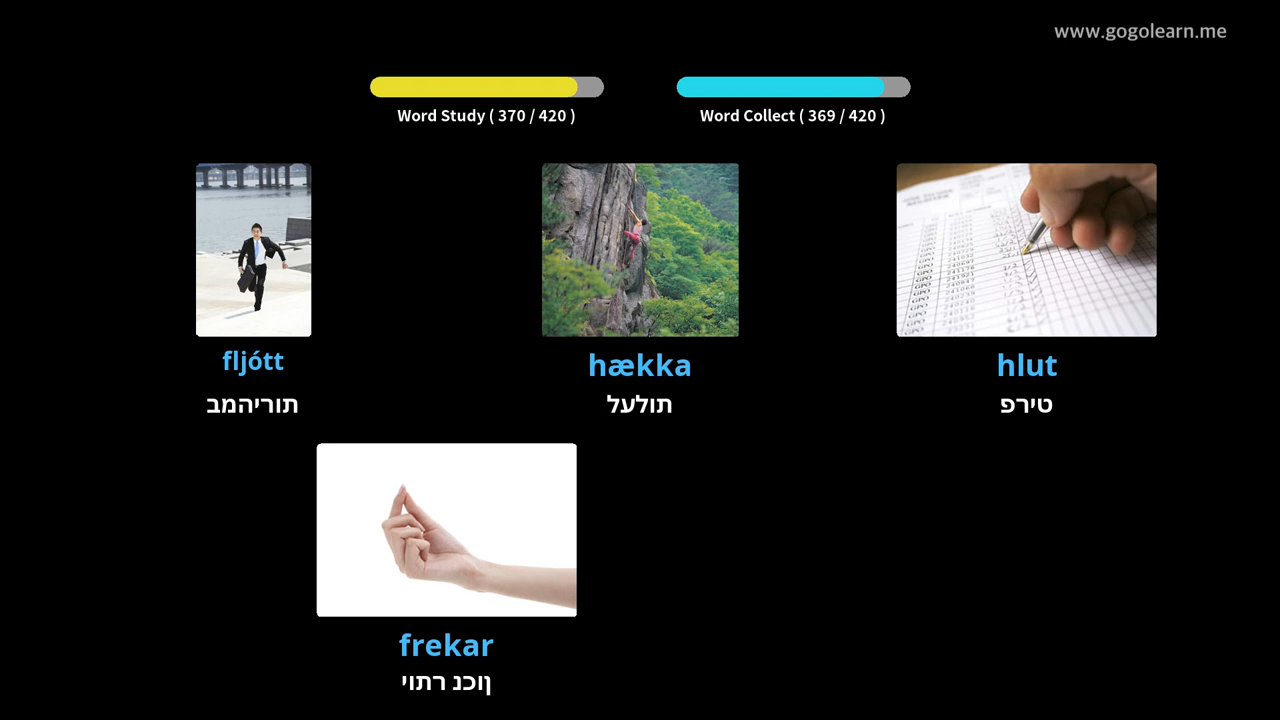 www.gogolearn.me
Word Study ( 370 / 420 )
Word Collect ( 369 / 420 )
fljótt
hækka
hlut
במהירות
לעלות
פריט
frekar
יותר נכון